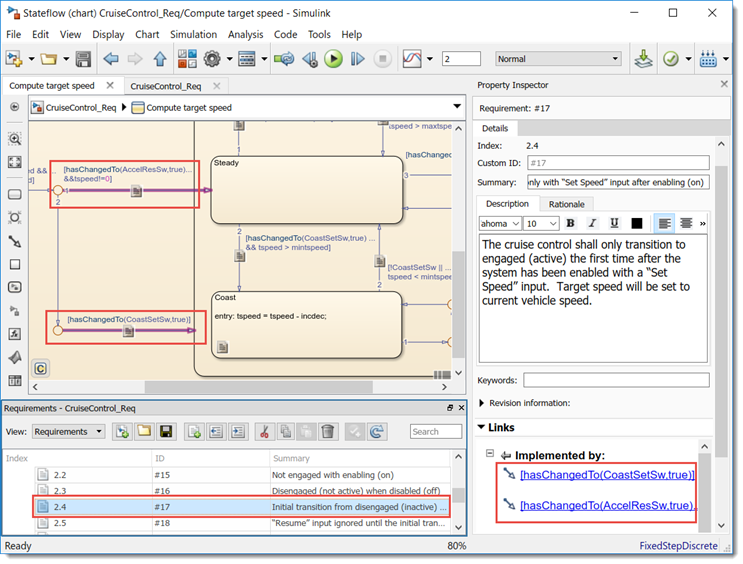 Stateflow (chart) CruiseControl_Req/Compute target speed - Simulink
File Edit View Display Chart Simulation Analysis Code Tools Help
2 Normal
Compute target speed CruiseControl_Req
CruiseControl_Req Compute target speed
Property Inspector
Requirement: #17
Details
Index: 2.4
Custom ID: #17
Summary: only with “Set Speed” input after enabling (on)
Description Rationale
ahoma 10 B I U »
The cruise control shall only transition to
engaged (active) the first time after the
system has been enabled with a “Set
Speed” input. Target speed will be set to
current vehicle speed.
Keywords:
Revision information:
Links
Implemented by:
[hasChangedTo(CoastSetSw,true)]
[hasChangedTo(AccelResSw,true).
tspeed > maxtsp
1
[hasChangedTo(AccelResSw,true)...
&&tspeed!=0]
ed && ...
d]
2
Steady
[hasChanged
3
2
[hasChangedTo(CoastSetSw,true) ...
&& tspeed > mintspeed]
[!CoastSetSw || ...
tspeed < mintspee
2
[hasChangedTo(CoastSetSw,true)]
Coast
entry: tspeed = tspeed - incdec;
1
Requirements - CruiseControl_Req
View: Requirements Search
Index ID Summary
2.2 #15 Not engaged with enabling (on)
2.3 #16 Disengaged (not active) when disabled (off)
2.4 #17 Initial transition from disengaged (inactive) ...
2.5 #18 "Resume" input ignored until the initial tran...
Ready 80% FixedStepDiscrete